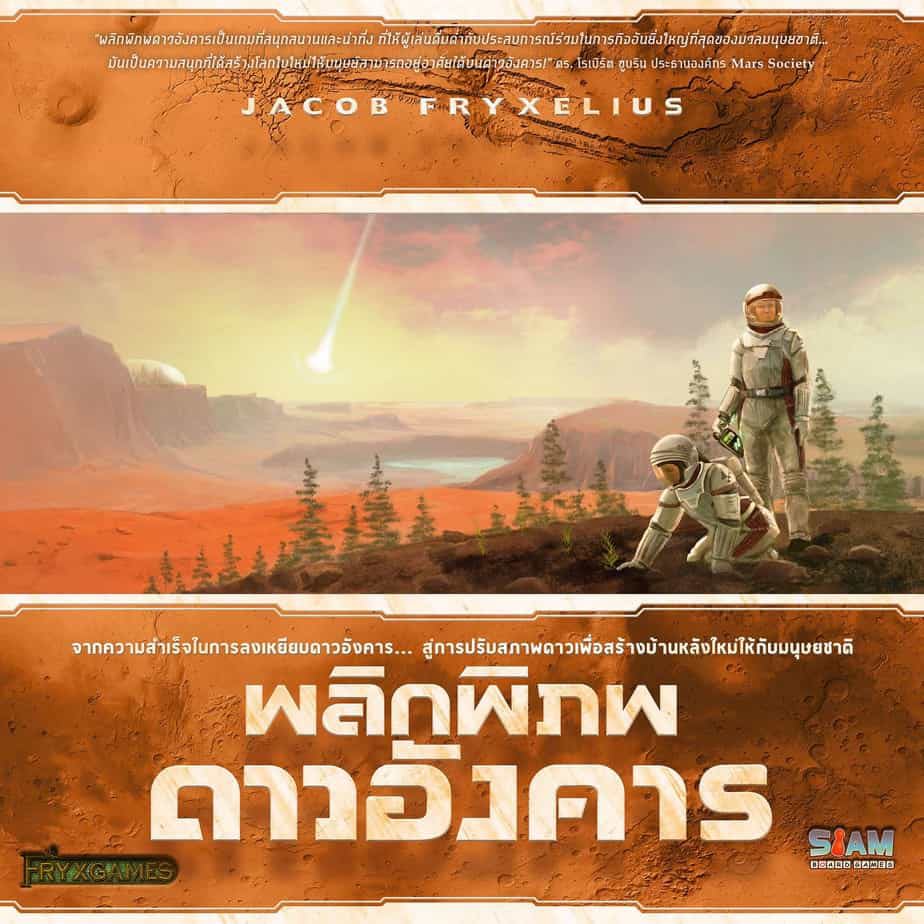 "พลิกพิภพดาวอังคารเป็นเกมที่สนุกสนานและน่าทึ่ง ที่ให้ผู้เล่นดื่มด่ำกับประสบการณ์ร่วมในภารกิจอันยิ่งใหญ่ที่สุดของมวลมนุษยชาติ...
มันเป็นความสนุกที่ได้สร้างโลกใบใหม่ให้มนุษย์สามารถอยู่อาศัยได้บนดาวอังคาร!" ดร. โรเบิร์ต ซูบริน ประธานองค์กร Mars Society
JACOB FRYXELIUS
จากความสำเร็จในการลงเหยียบดาวอังคาร... สู่การปรับสภาพดาวเพื่อสร้างบ้านหลังใหม่ให้กับมนุษยชาติ
พลิกพิภพ
ดาวอังคาร
FRYXGAMES
SIAM
BOARD GAMES